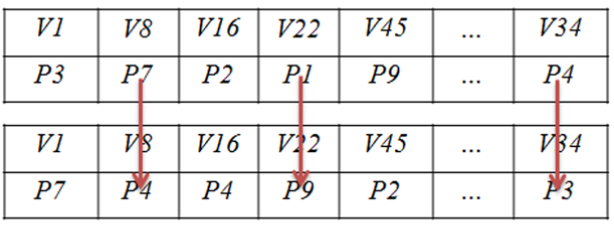 V1 V8 V16 V22 V45 ... V34
P3 P7 P2 P1 P9 ... P4
V1 V8 V16 V22 V45 ... V34
P7 P4 P4 P9 P2 ... P3